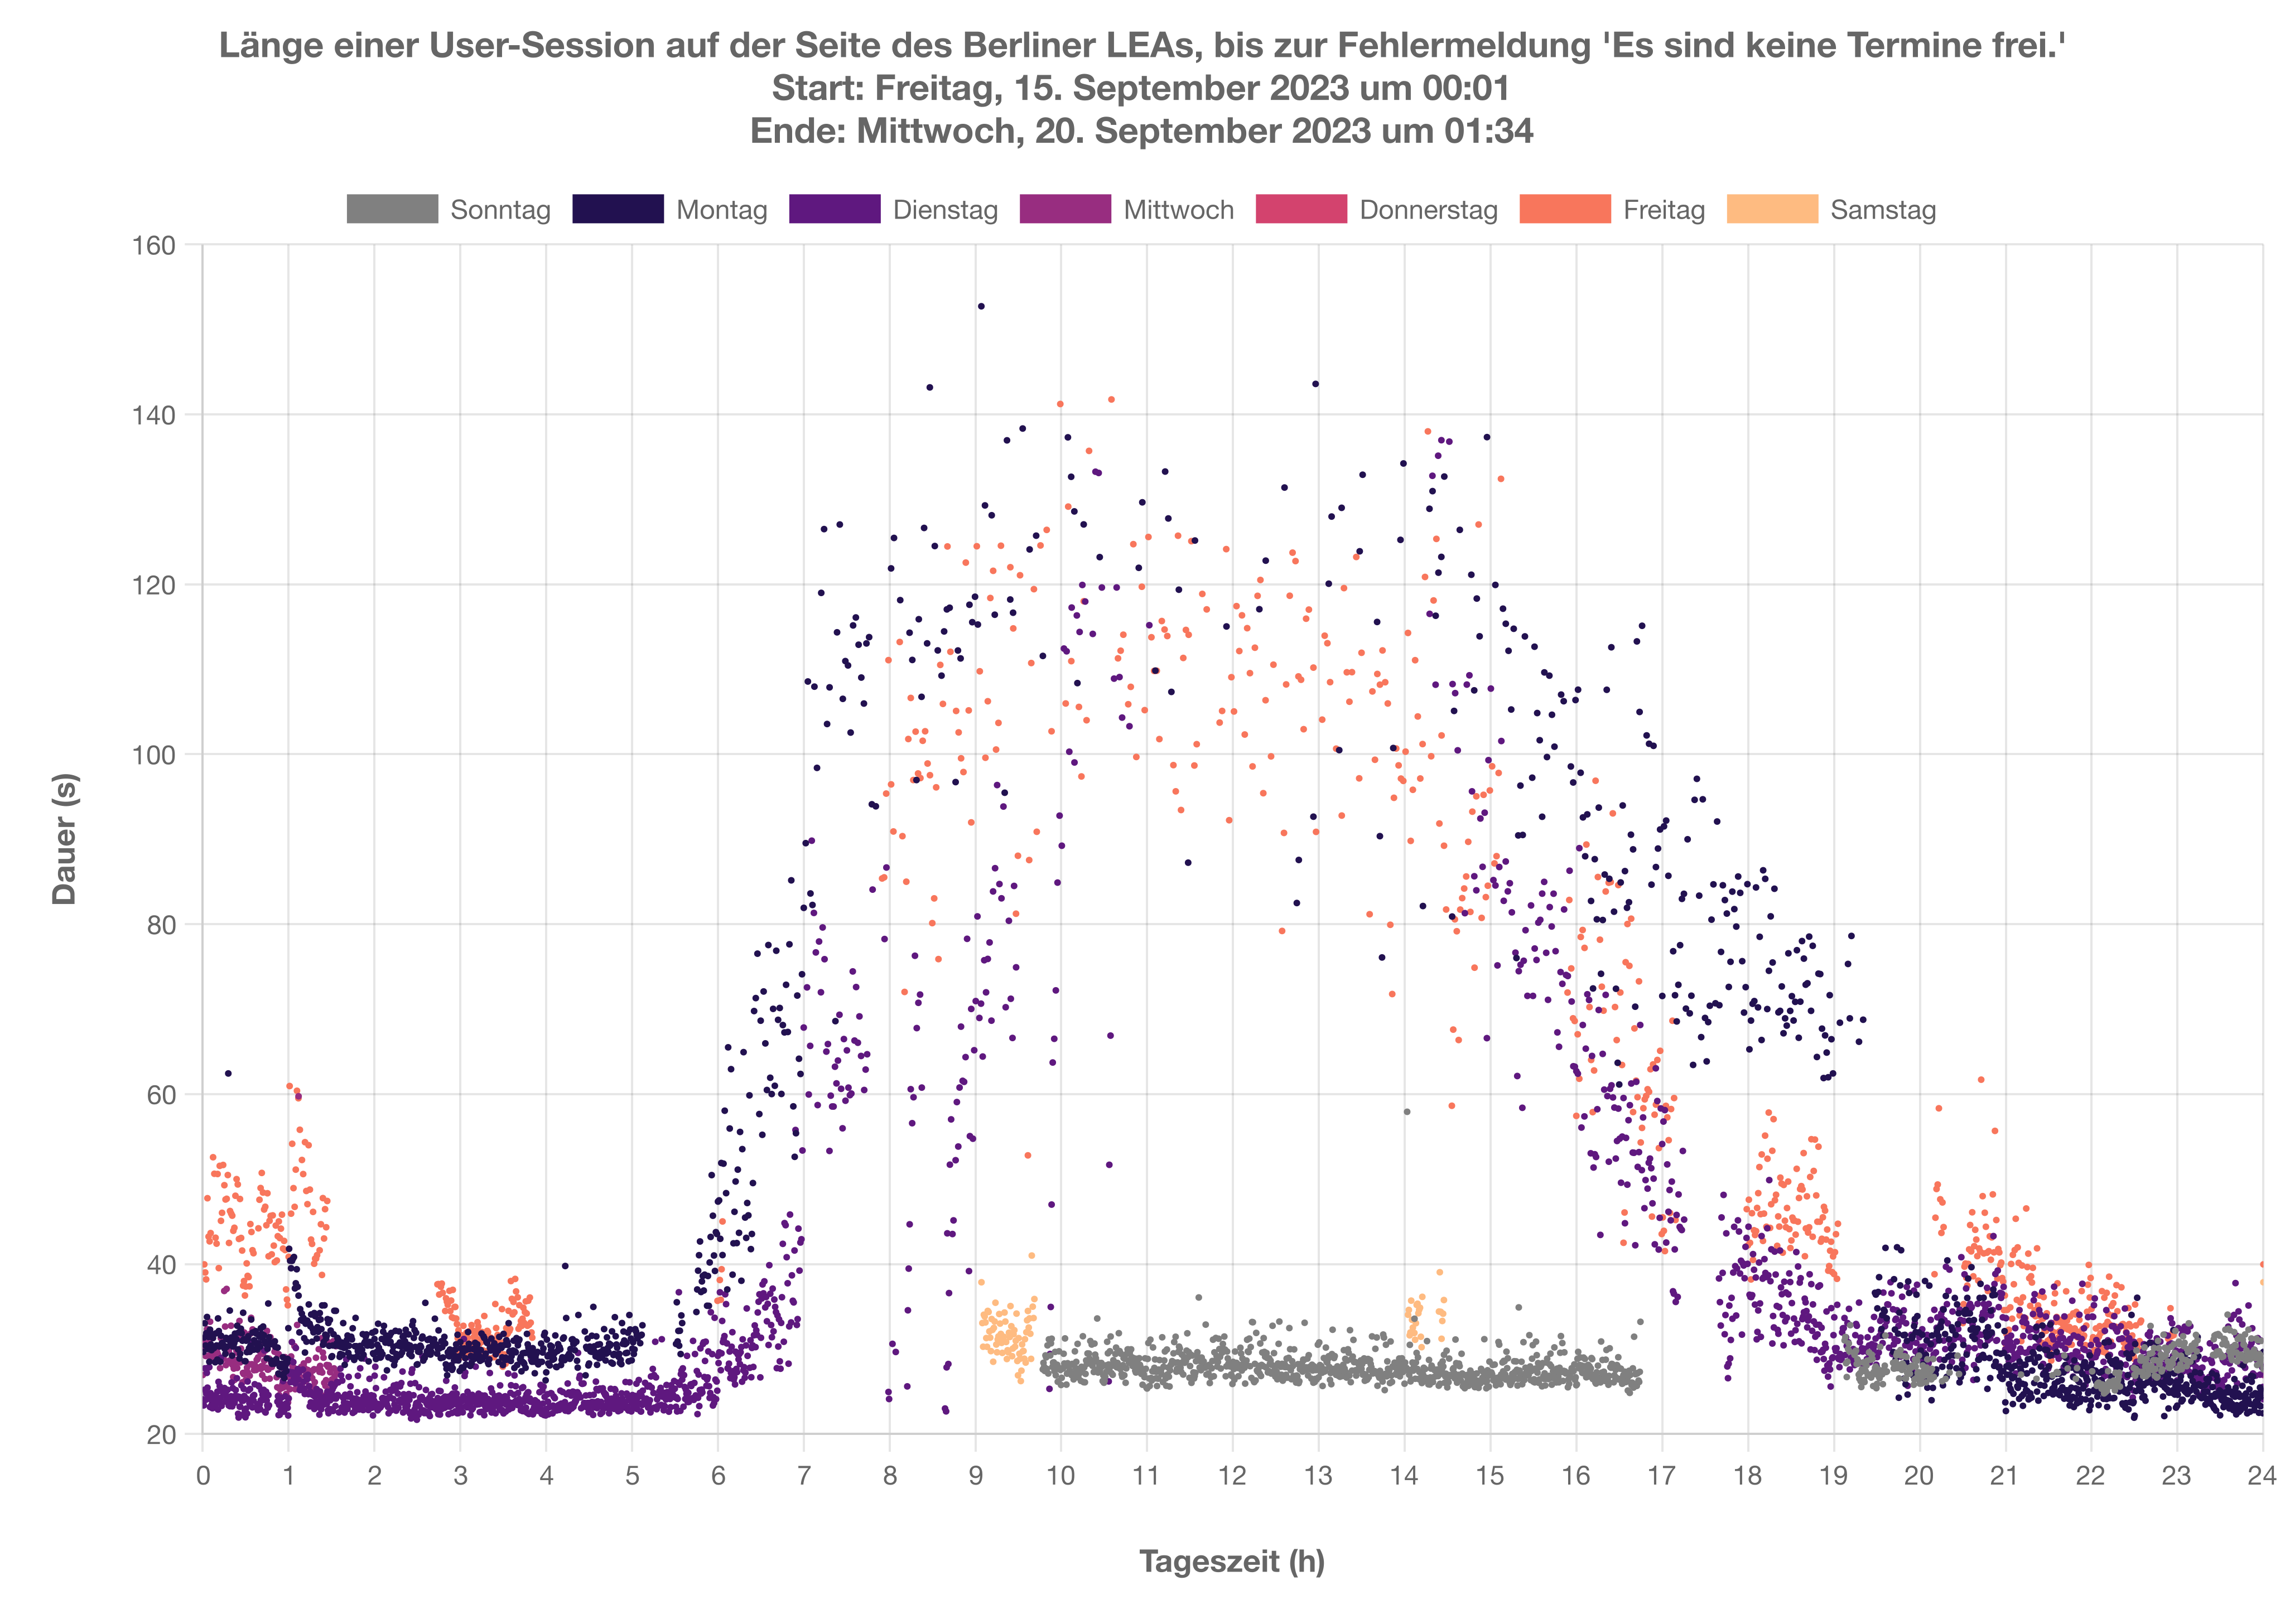 Länge einer User-Session auf der Seite des Berliner LEAs, bis zur Fehlermeldung 'Es sind keine Termine frei.'
Start: Freitag, 15. September 2023 um 00:01
Ende: Mittwoch, 20. September 2023 um 01:34
Sonntag Montag Dienstag Mittwoch Donnerstag Freitag Samstag
160
140
120
100
80
60
40
20
Dauer (s)
0 1 2 3 4 5 6 7 8 9 10 11 12 13 14 15 16 17 18 19 20 21 22 23 24
Tageszeit (h)